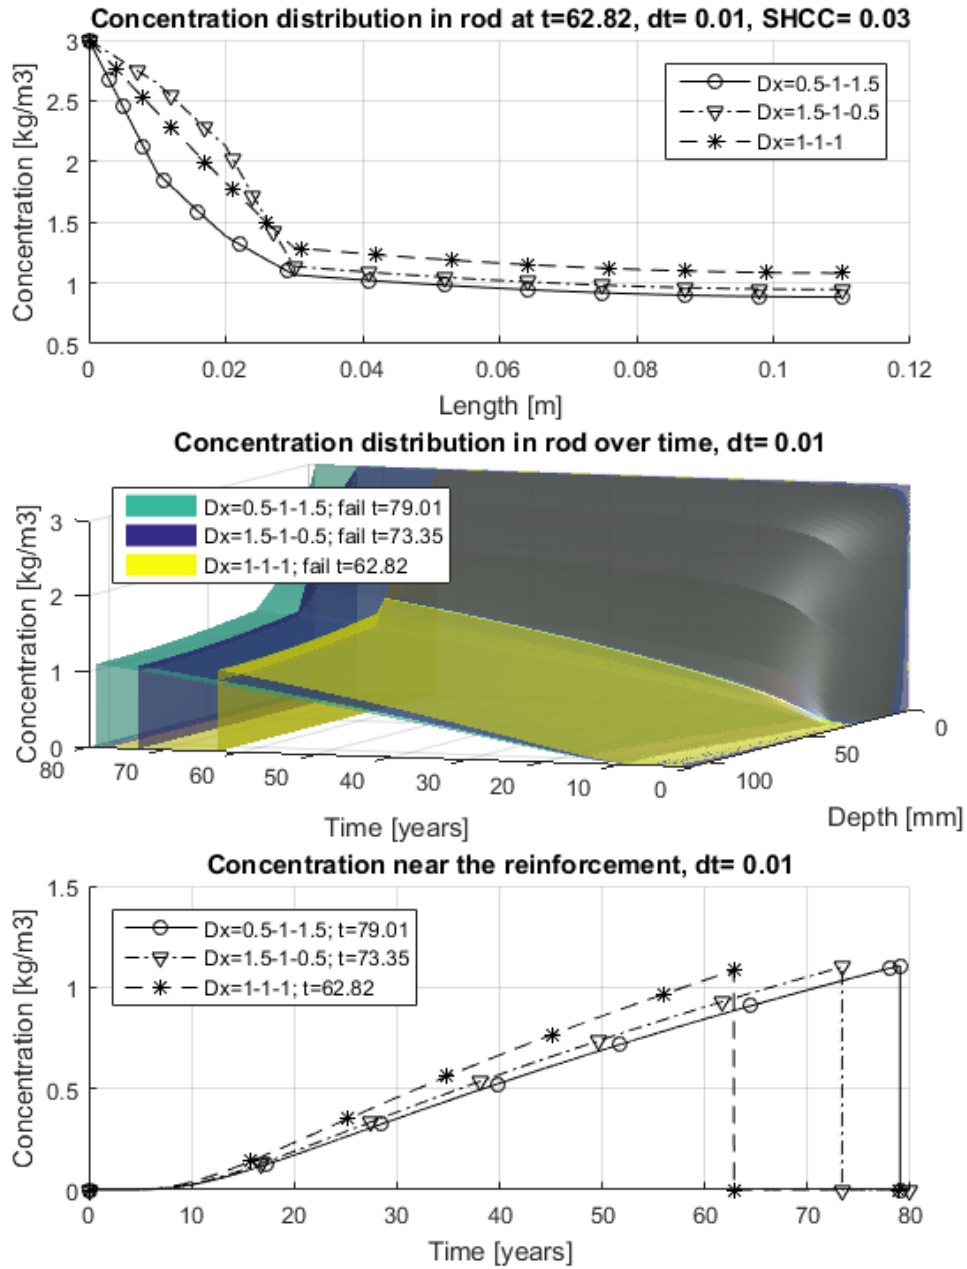 Concentration distribution in rod at t=62.82, dt= 0.01, SHCC= 0.03
Concentration [kg/m3]
3
2.5
2
1.5
1
0.5
Dx=0.5-1-1.5
Dx=1.5-1-0.5
Dx=1-1-1
0
0.02
0.04
0.06
0.08
0.1
0.12
Length [m]
Concentration distribution in rod over time, dt= 0.01
Concentration [kg/m3]
3
2
1
0
Dx=0.5-1-1.5; fail t=79.01
Dx=1.5-1-0.5; fail t=73.35
Dx=1-1-1; fail t=62.82
80
70
60
50
40
30
20
10
0
100
50
0
Time [years]
Depth [mm]
Concentration near the reinforcement, dt= 0.01
Concentration [kg/m3]
1.5
1
0.5
0
Dx=0.5-1-1.5; t=79.01
Dx=1.5-1-0.5; t=73.35
Dx=1-1-1; t=62.82
0
10
20
30
40
50
60
70
80
Time [years]